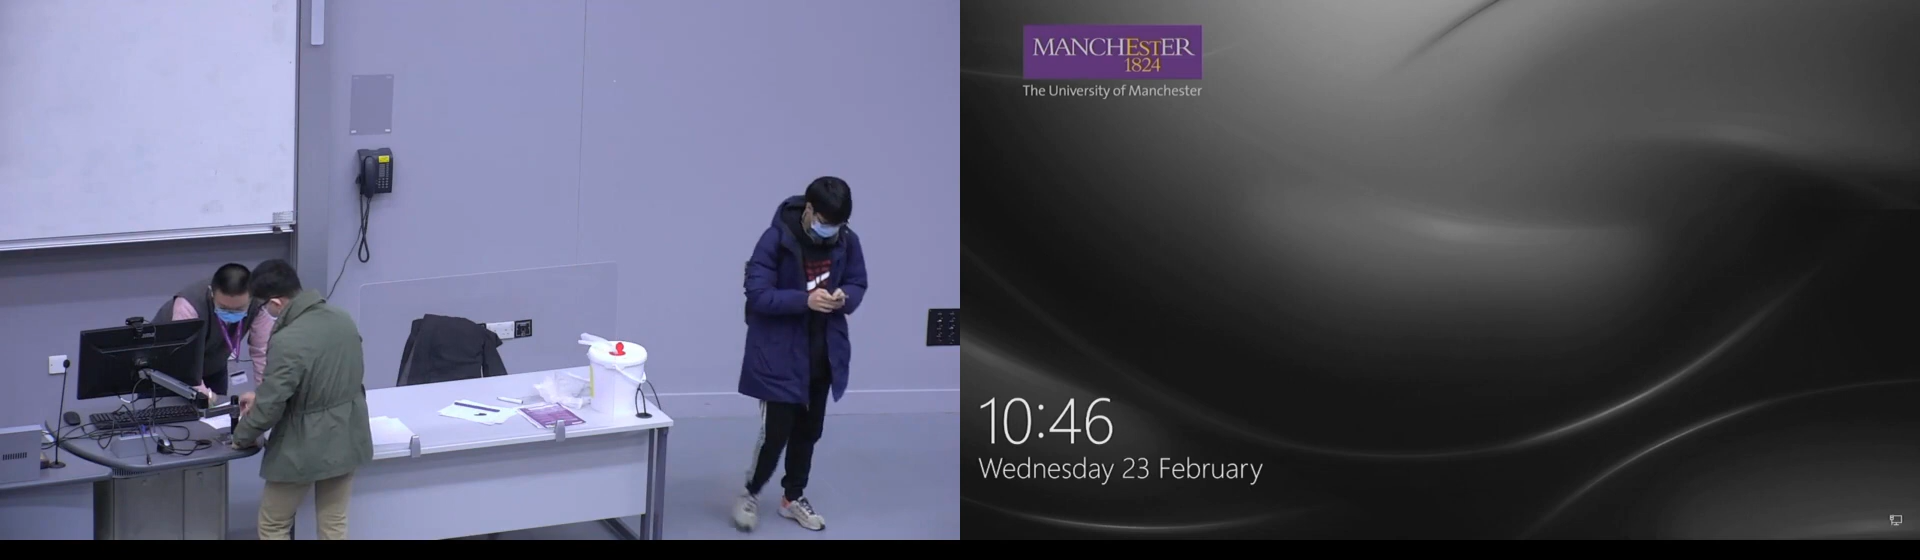 MANCHESTER
1824
The University of Manchester
10:46
Wednesday 23 February